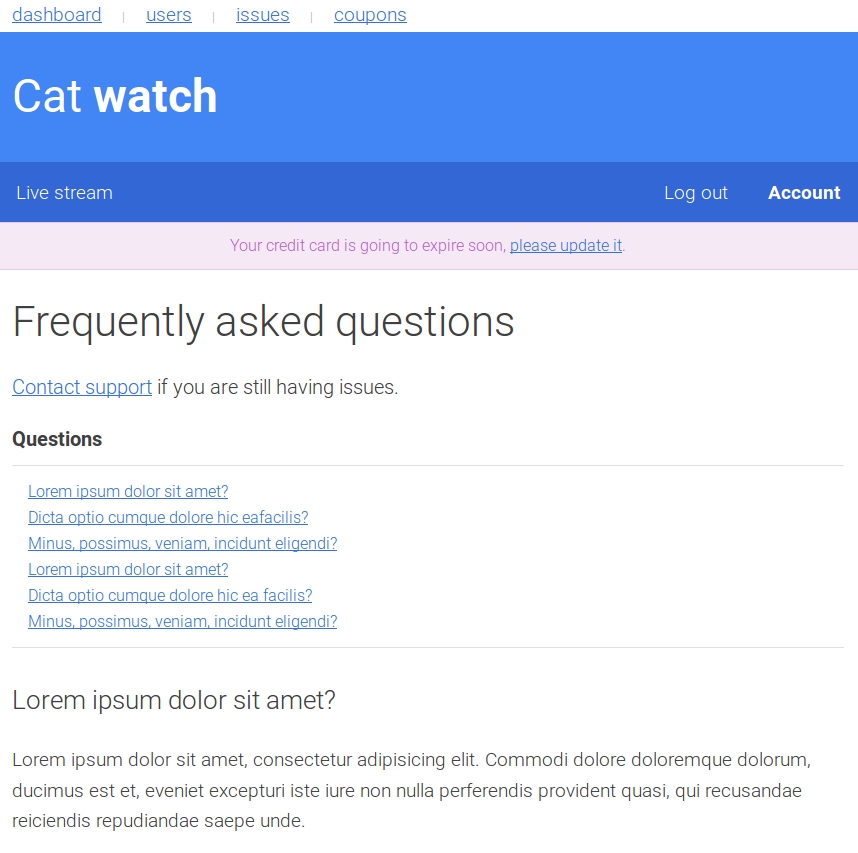 dashboard | users | issues | coupons
Cat watch
Live stream Log out Account
Your credit card is going to expire soon, please update it.
Frequently asked questions
Contact support if you are still having issues.
Questions
Lorem ipsum dolor sit amet?
Dicta optio cumque dolore hic eafacilis?
Minus, possimus, veniam, incidunt eligendi?
Lorem ipsum dolor sit amet?
Dicta optio cumque dolore hic ea facilis?
Minus, possimus, veniam, incidunt eligendi?
Lorem ipsum dolor sit amet?
Lorem ipsum dolor sit amet, consectetur adipisicing elit. Commodi dolore doloremque dolorum,
ducimus est et, eveniet excepturi iste iure non nulla perferendis provident quasi, qui recusandae
reiciendis repudiandae saepe unde.